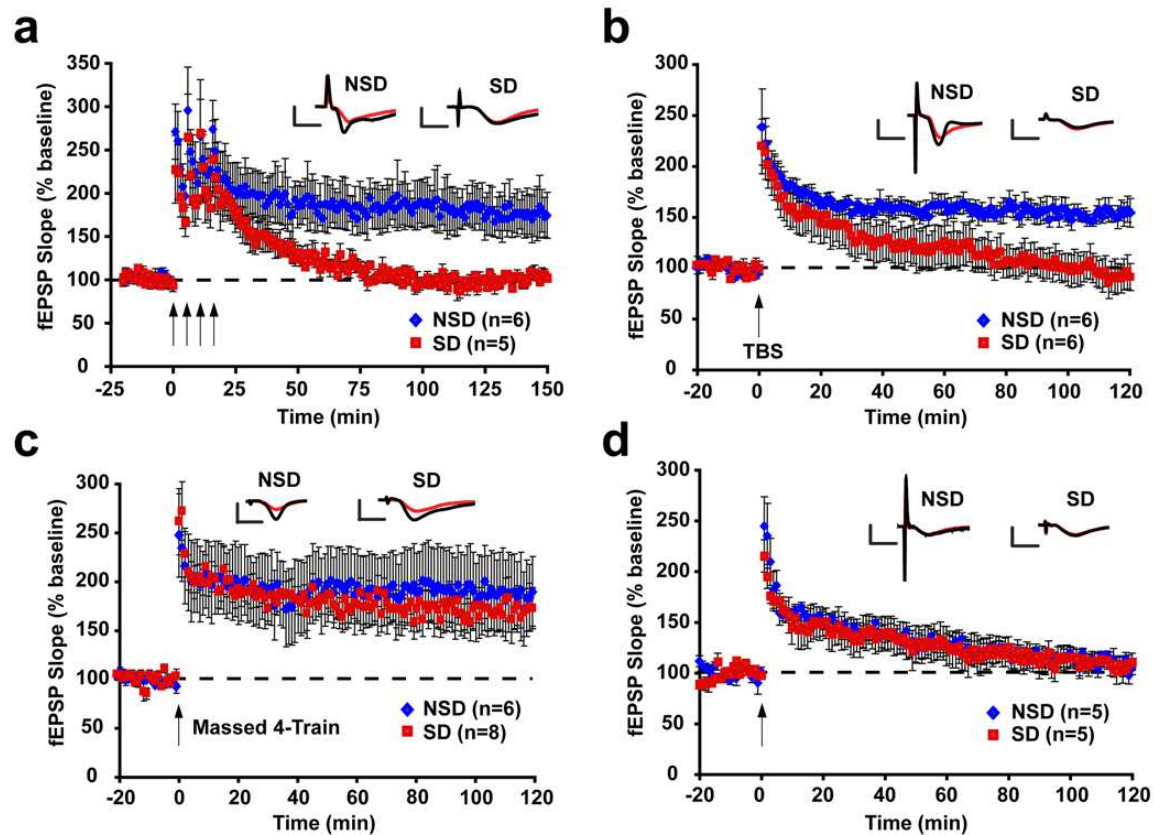 a
fEPSP Slope (% baseline)
350
300
250
200
150
100
50
0
NSD
SD
NSD (n=6)
SD (n=5)
-25 0 25 50 75 100 125 150
Time (min)
b
fEPSP Slope (% baseline)
300
250
200
150
100
50
0
NSD
SD
TBS
NSD (n=6)
SD (n=6)
-20 0 20 40 60 80 100 120
Time (min)
c
fEPSP Slope (% baseline)
300
250
200
150
100
50
0
NSD
SD
Massed 4-Train
NSD (n=6)
SD (n=8)
-20 0 20 40 60 80 100 120
Time (min)
d
fEPSP Slope (% baseline)
300
250
200
150
100
50
0
NSD
SD
NSD (n=5)
SD (n=5)
-20 0 20 40 60 80 100 120
Time (min)